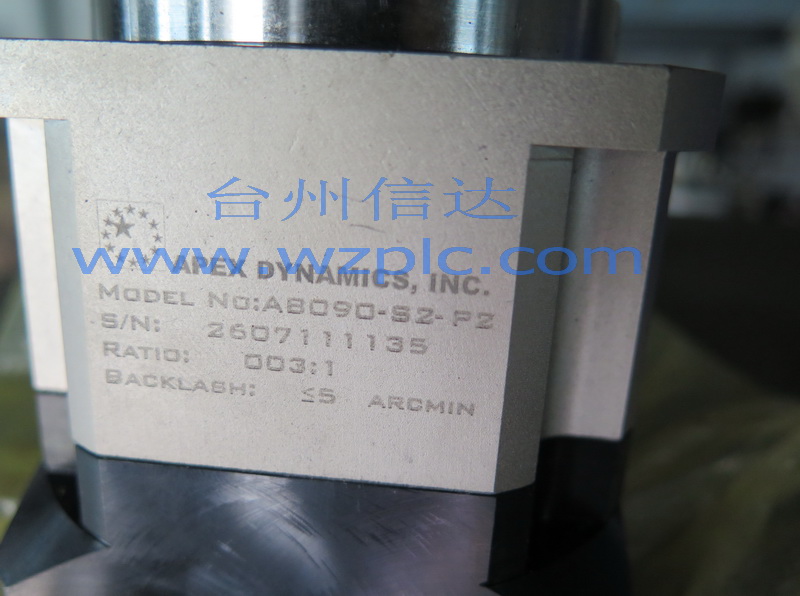 台州信达
www.wzplc.com
APEX DYNAMICS, INC.
MODEL NO:AB090-S2-P2
S/N: 2607111135
RATIO: 003:1
BACKLASH: ≤5 ARCMIN